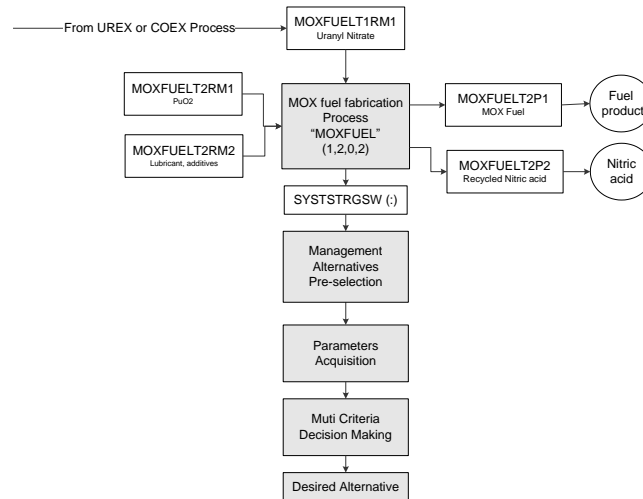 From UREX or COEX Process
MOXFUELT1RM1
Uranyl Nitrate
MOXFUELT2RM1
PuO2
MOXFUELT2RM2
Lubricant, additives
MOX fuel fabrication
Process
“MOXFUEL”
(1,2,0,2)
MOXFUELT2P1
MOX Fuel
Fuel
product
MOXFUELT2P2
Recycled Nitric acid
Nitric
acid
SYSTSTRGSW (:)
Management
Alternatives
Pre-selection
Parameters
Acquisition
Muti Criteria
Decision Making
Desired Alternative